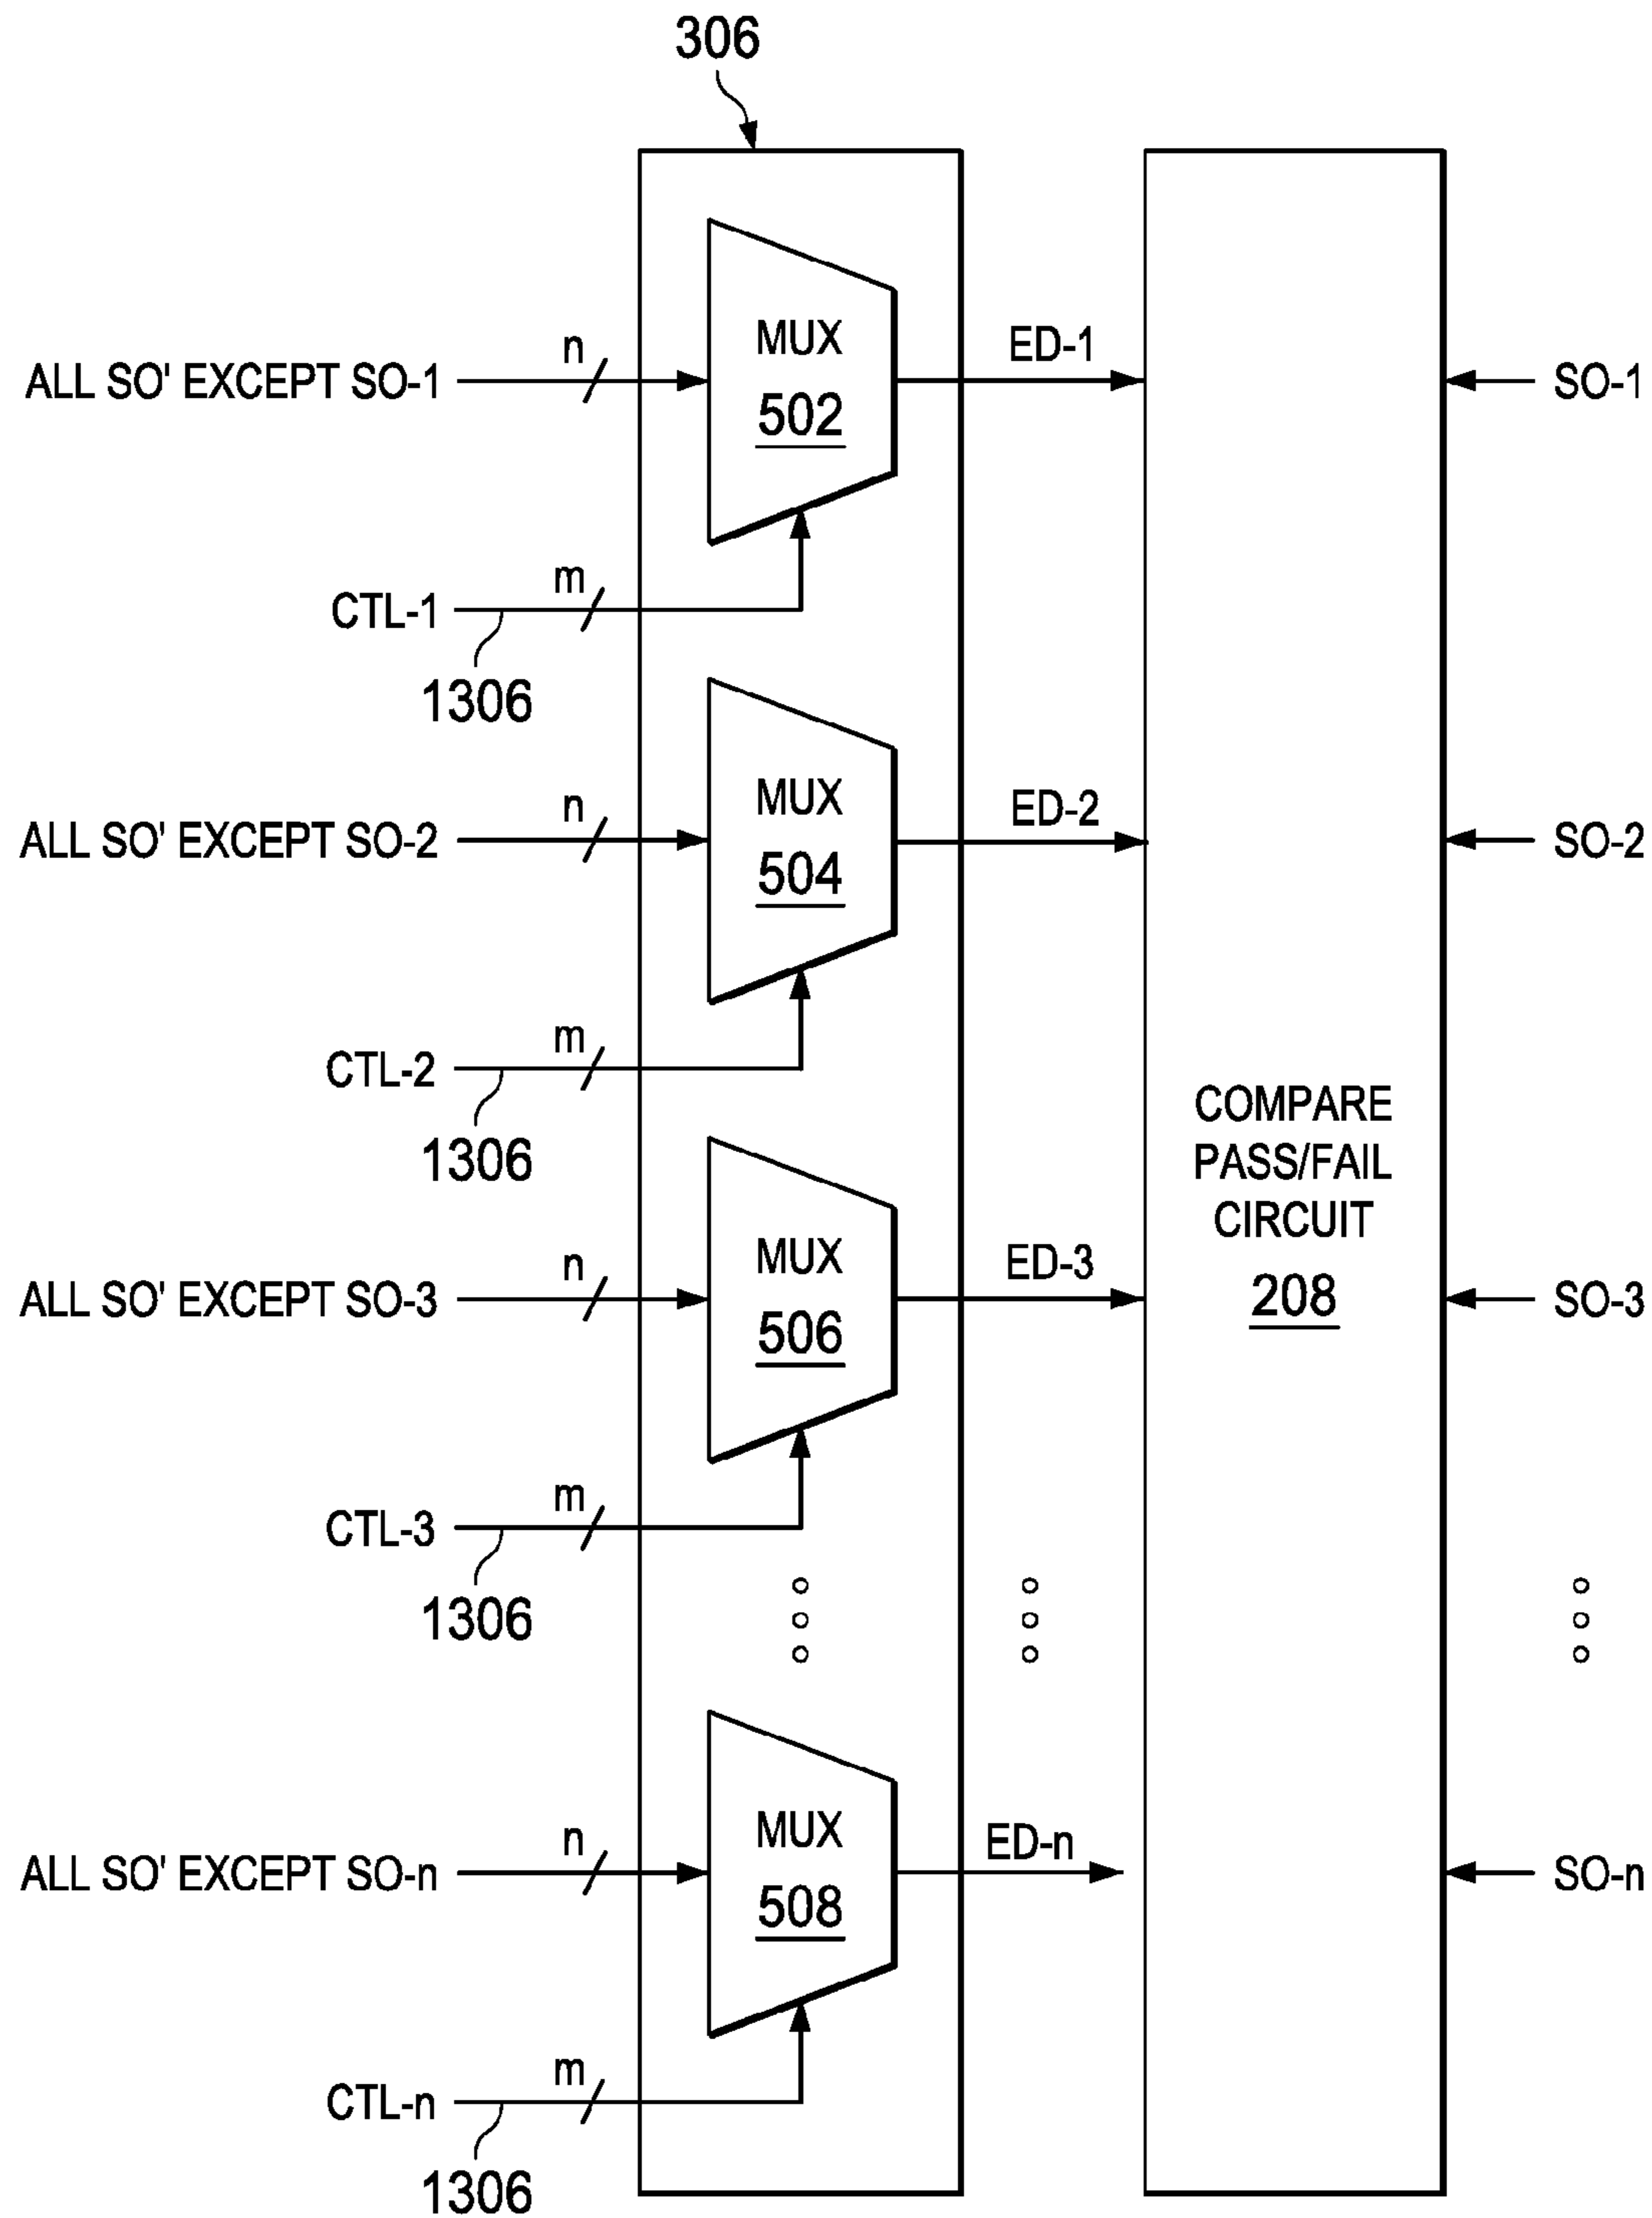 306
MUX
502
ALL SO' EXCEPT SO-1
n
ED-1
SO-1
CTL-1
m
1306
MUX
504
ALL SO' EXCEPT SO-2
n
ED-2
SO-2
CTL-2
m
1306
COMPARE
PASS/FAIL
CIRCUIT
208
MUX
506
ALL SO' EXCEPT SO-3
n
ED-3
SO-3
CTL-3
m
1306
MUX
508
ALL SO' EXCEPT SO-n
n
ED-n
SO-n
CTL-n
m
1306